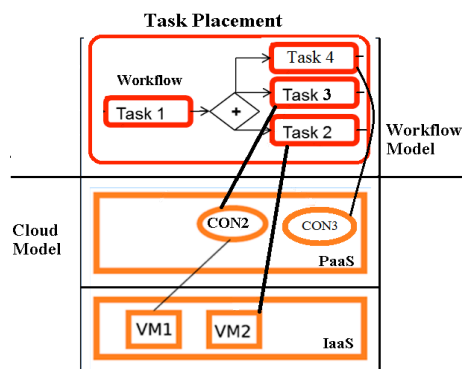 Task Placement
Workflow
Task 4
Task 3
Task 1
+
Task 2
Workflow
Model
Cloud
Model
CON2
CON3
PaaS
VM1
VM2
IaaS